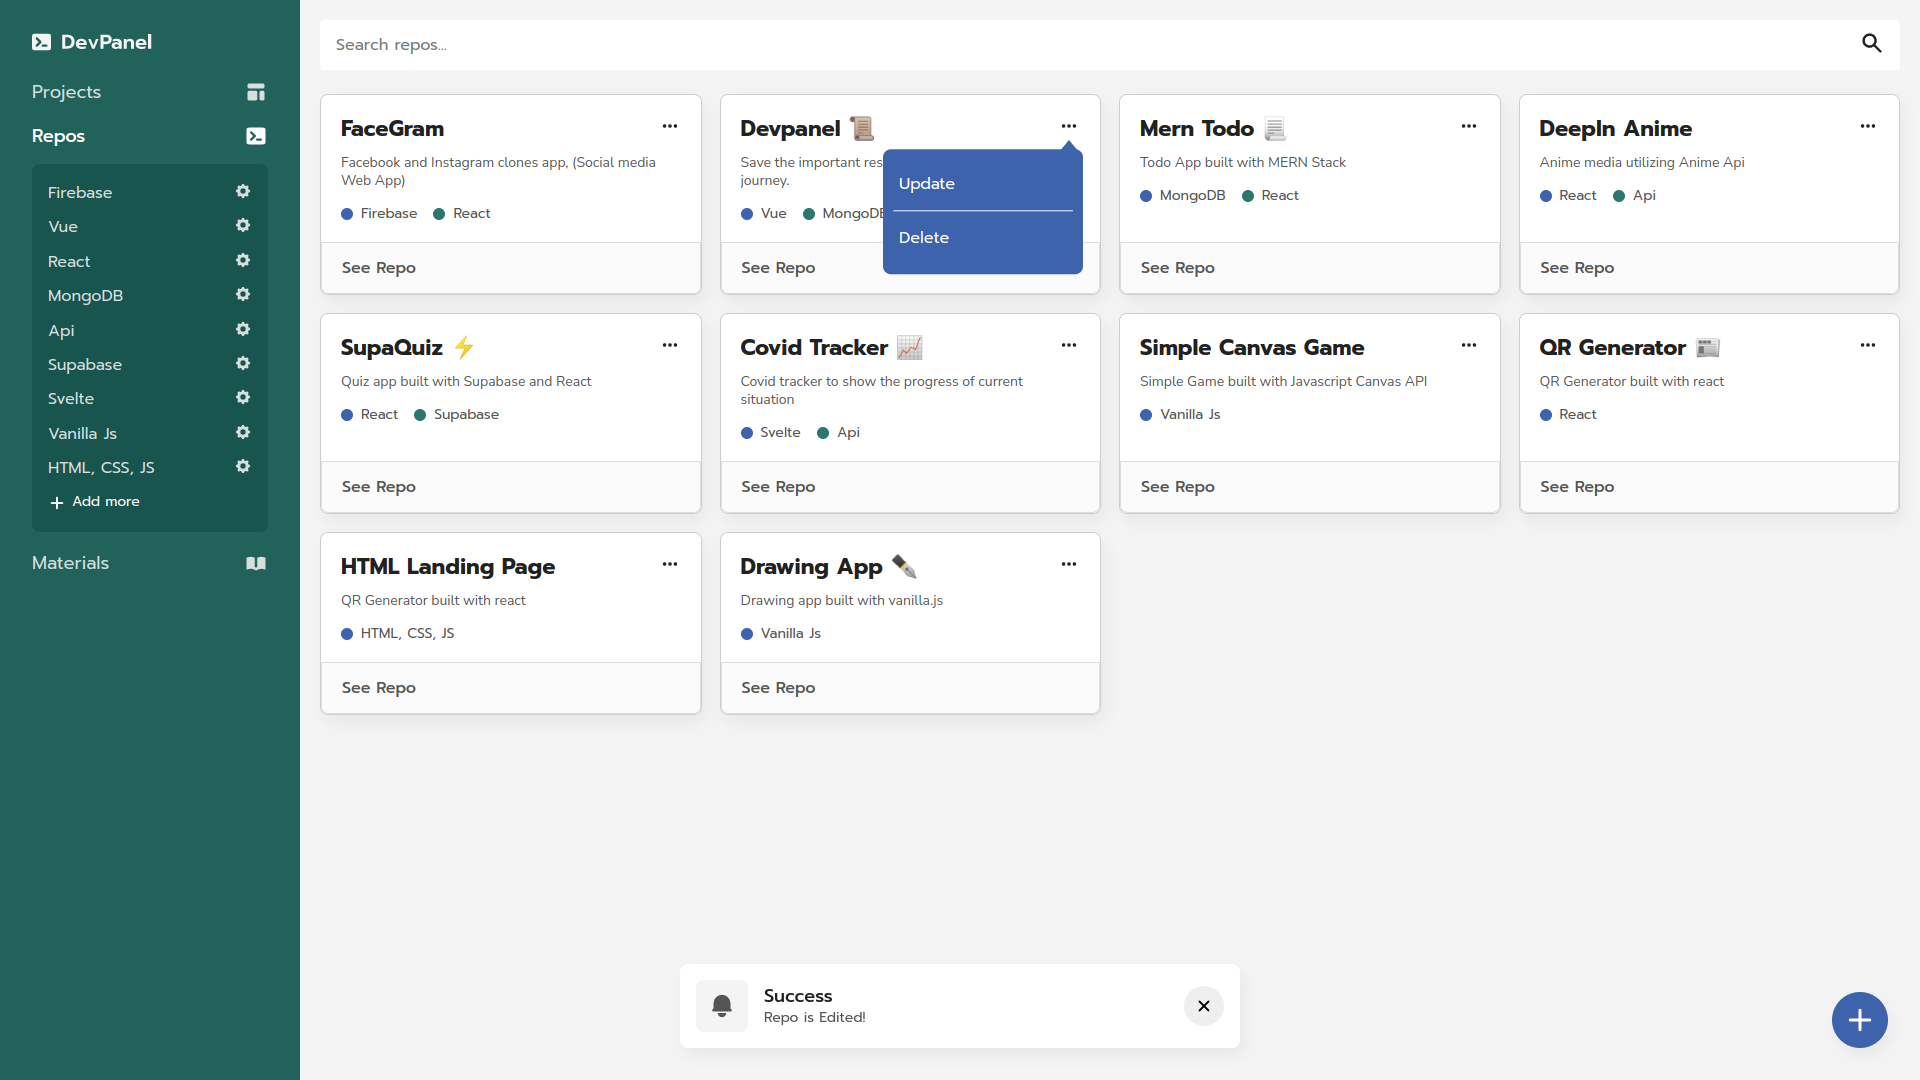 DevPanel
Projects
Repos
Firebase
Vue
React
MongoDB
Api
Supabase
Svelte
Vanilla Js
HTML, CSS, JS
Add more
Materials
Search repos...
FaceGram
Facebook and Instagram clones app, (Social media
Web App)
Firebase React
See Repo
Devpanel
Save the important
journey.
Vue
Update
Delete
See Repo
Mern Todo
Todo App built with MERN Stack
MongoDB React
See Repo
DeepIn Anime
Anime media utilizing Anime Api
React Api
See Repo
SupaQuiz
Quiz app built with Supabase and React
React Supabase
See Repo
Covid Tracker
Covid tracker to show the progress of current
situation
Svelte Api
See Repo
Simple Canvas Game
Simple Game built with Javascript Canvas API
Vanilla Js
See Repo
QR Generator
QR Generator built with react
React
See Repo
HTML Landing Page
QR Generator built with react
HTML, CSS, JS
See Repo
Drawing App
Drawing app built with vanilla.js
Vanilla Js
See Repo
Success
Repo is Edited!